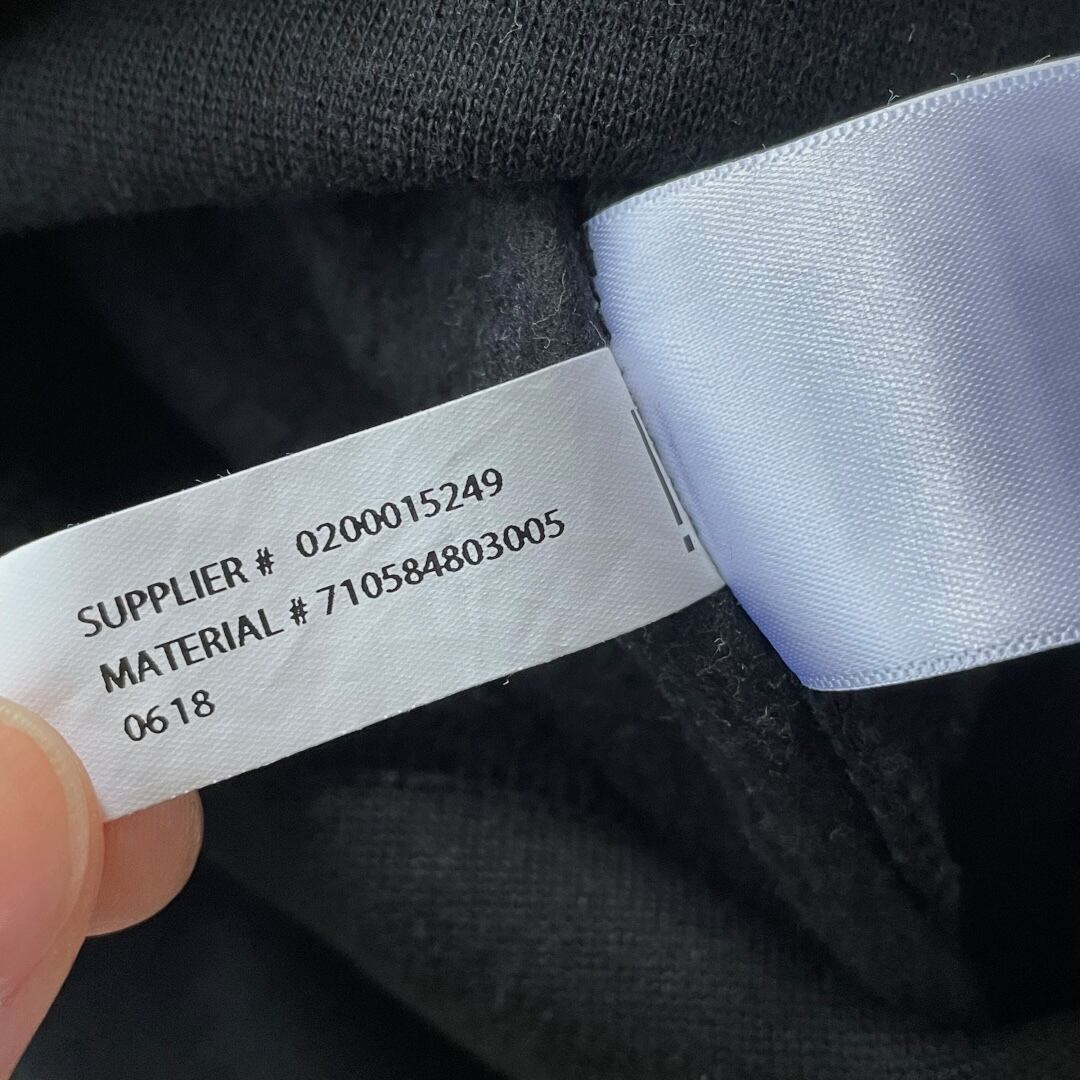 SUPPLIER # 0200015249
MATERIAL # 710584803005
0618